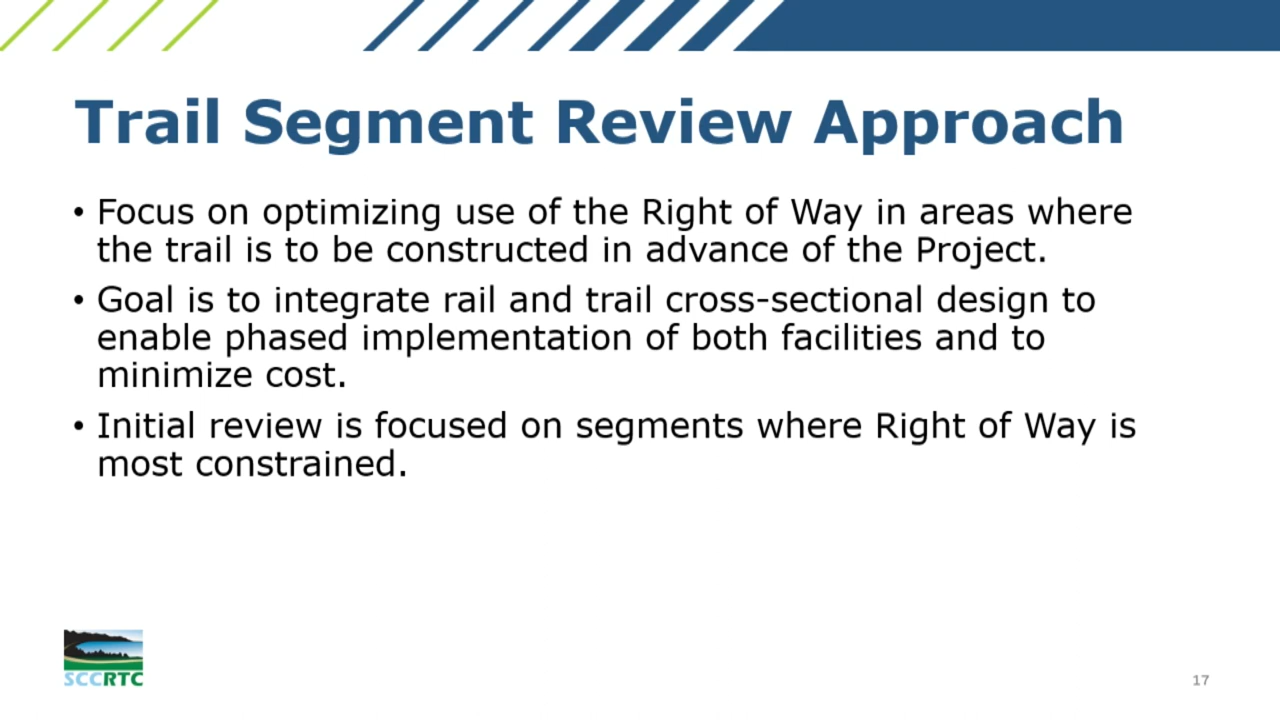 Trail Segment Review Approach
• Focus on optimizing use of the Right of Way in areas where
the trail is to be constructed in advance of the Project.
• Goal is to integrate rail and trail cross-sectional design to
enable phased implementation of both facilities and to
minimize cost.
• Initial review is focused on segments where Right of Way is
most constrained.
SCCRTC
17